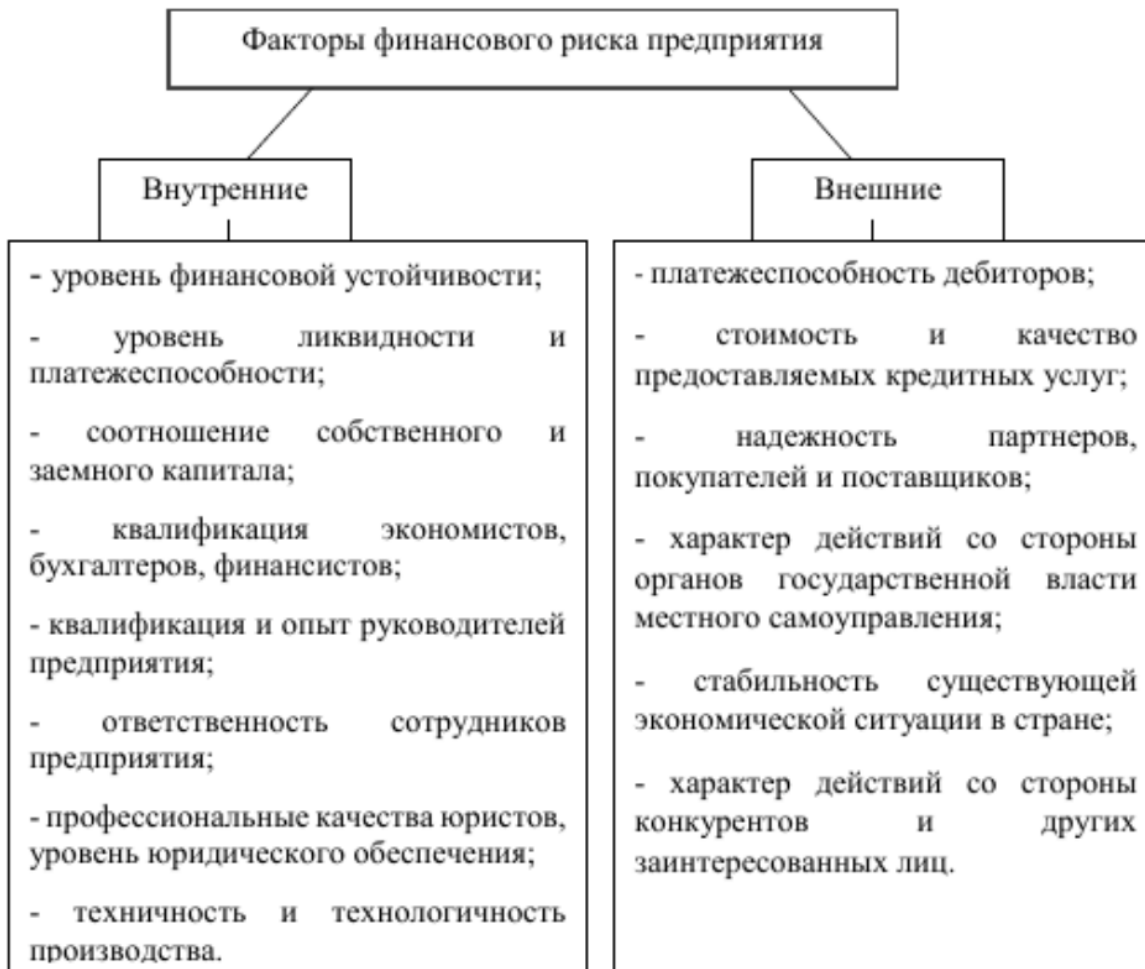 Факторы финансового риска предприятия
Внутренние
- уровень финансовой устойчивости;
- уровень ликвидности и
платежеспособности;
- соотношение собственного и
заемного капитала;
- квалификация экономистов,
бухгалтеров, финансистов;
- квалификация и опыт руководителей
предприятия;
- ответственность сотрудников
предприятия;
- профессиональные качества юристов,
уровень юридического обеспечения;
- техничность и технологичность
производства.
Внешние
- платежеспособность дебиторов;
- стоимость и качество
предоставляемых кредитных услуг;
- надежность партнеров,
покупателей и поставщиков;
- характер действий со стороны
органов государственной власти
местного самоуправления;
- стабильность существующей
экономической ситуации в стране;
- характер действий со стороны
конкурентов и других
заинтересованных лиц.